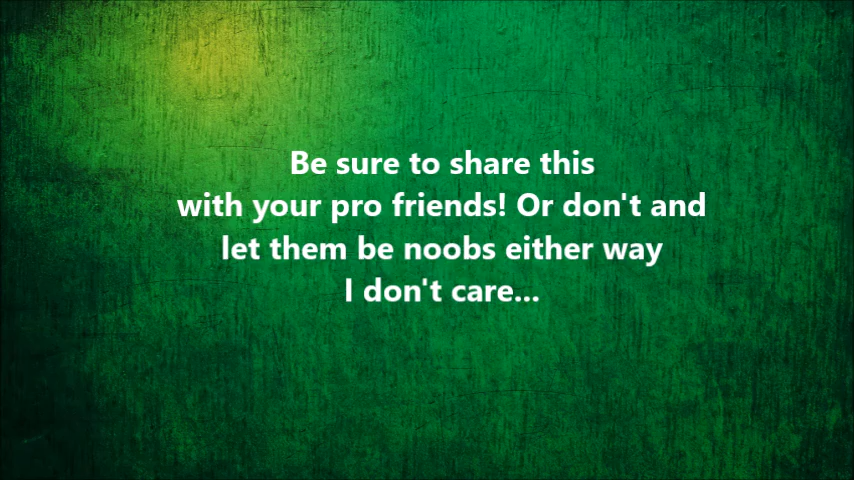 Be sure to share this
with your pro friends! Or don't and
let them be noobs either way
I don't care...